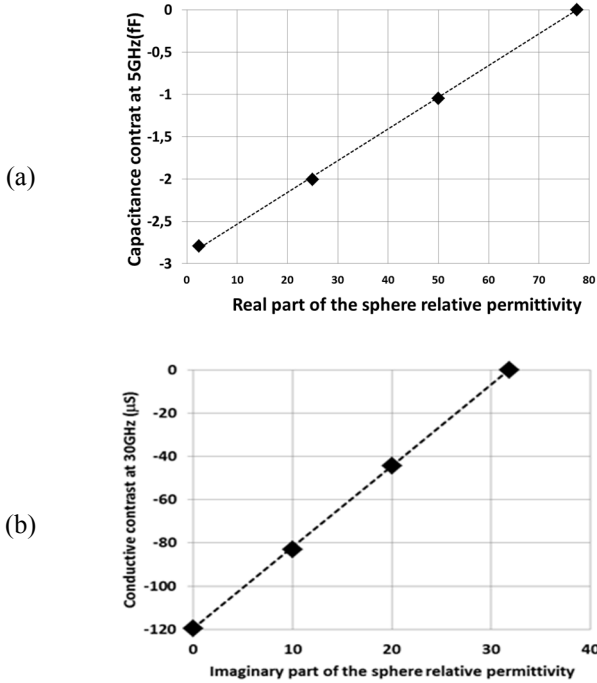 (a)
Capacitance contrat at 5GHz(fF)
0
-0,5
-1
-1,5
-2
-2,5
-3
0 10 20 30 40 50 60 70 80
Real part of the sphere relative permittivity
(b)
Conductive contrast at 30GHz (µS)
0
-20
-40
-60
-80
-100
-120
0 10 20 30 40
Imaginary part of the sphere relative permittivity